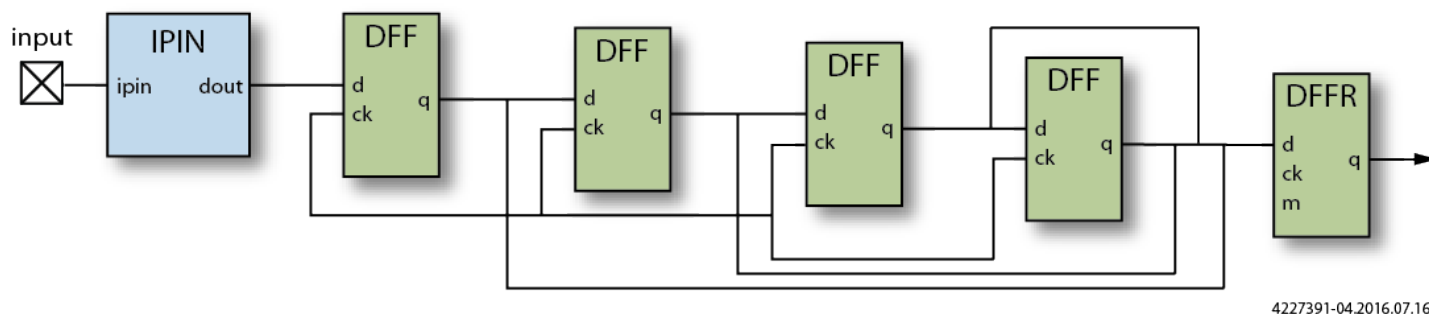 input
IPIN
ipin dout
DFF
d
ck
q
DFF
d
ck
q
DFF
d
ck
q
DFF
d
ck
q
DFFR
d
ck
m
q
4227391-04.2016.07.16